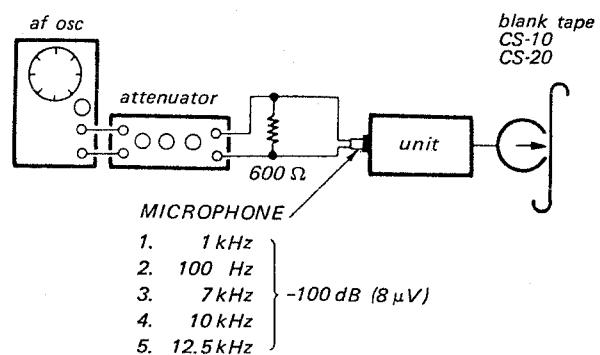 af osc
blank tape
CS-10
CS-20
attenuator
unit
600 Ω
MICROPHONE
1. 1 kHz
2. 100 Hz
3. 7 kHz
4. 10 kHz
5. 12.5 kHz
-100 dB (8 μV)